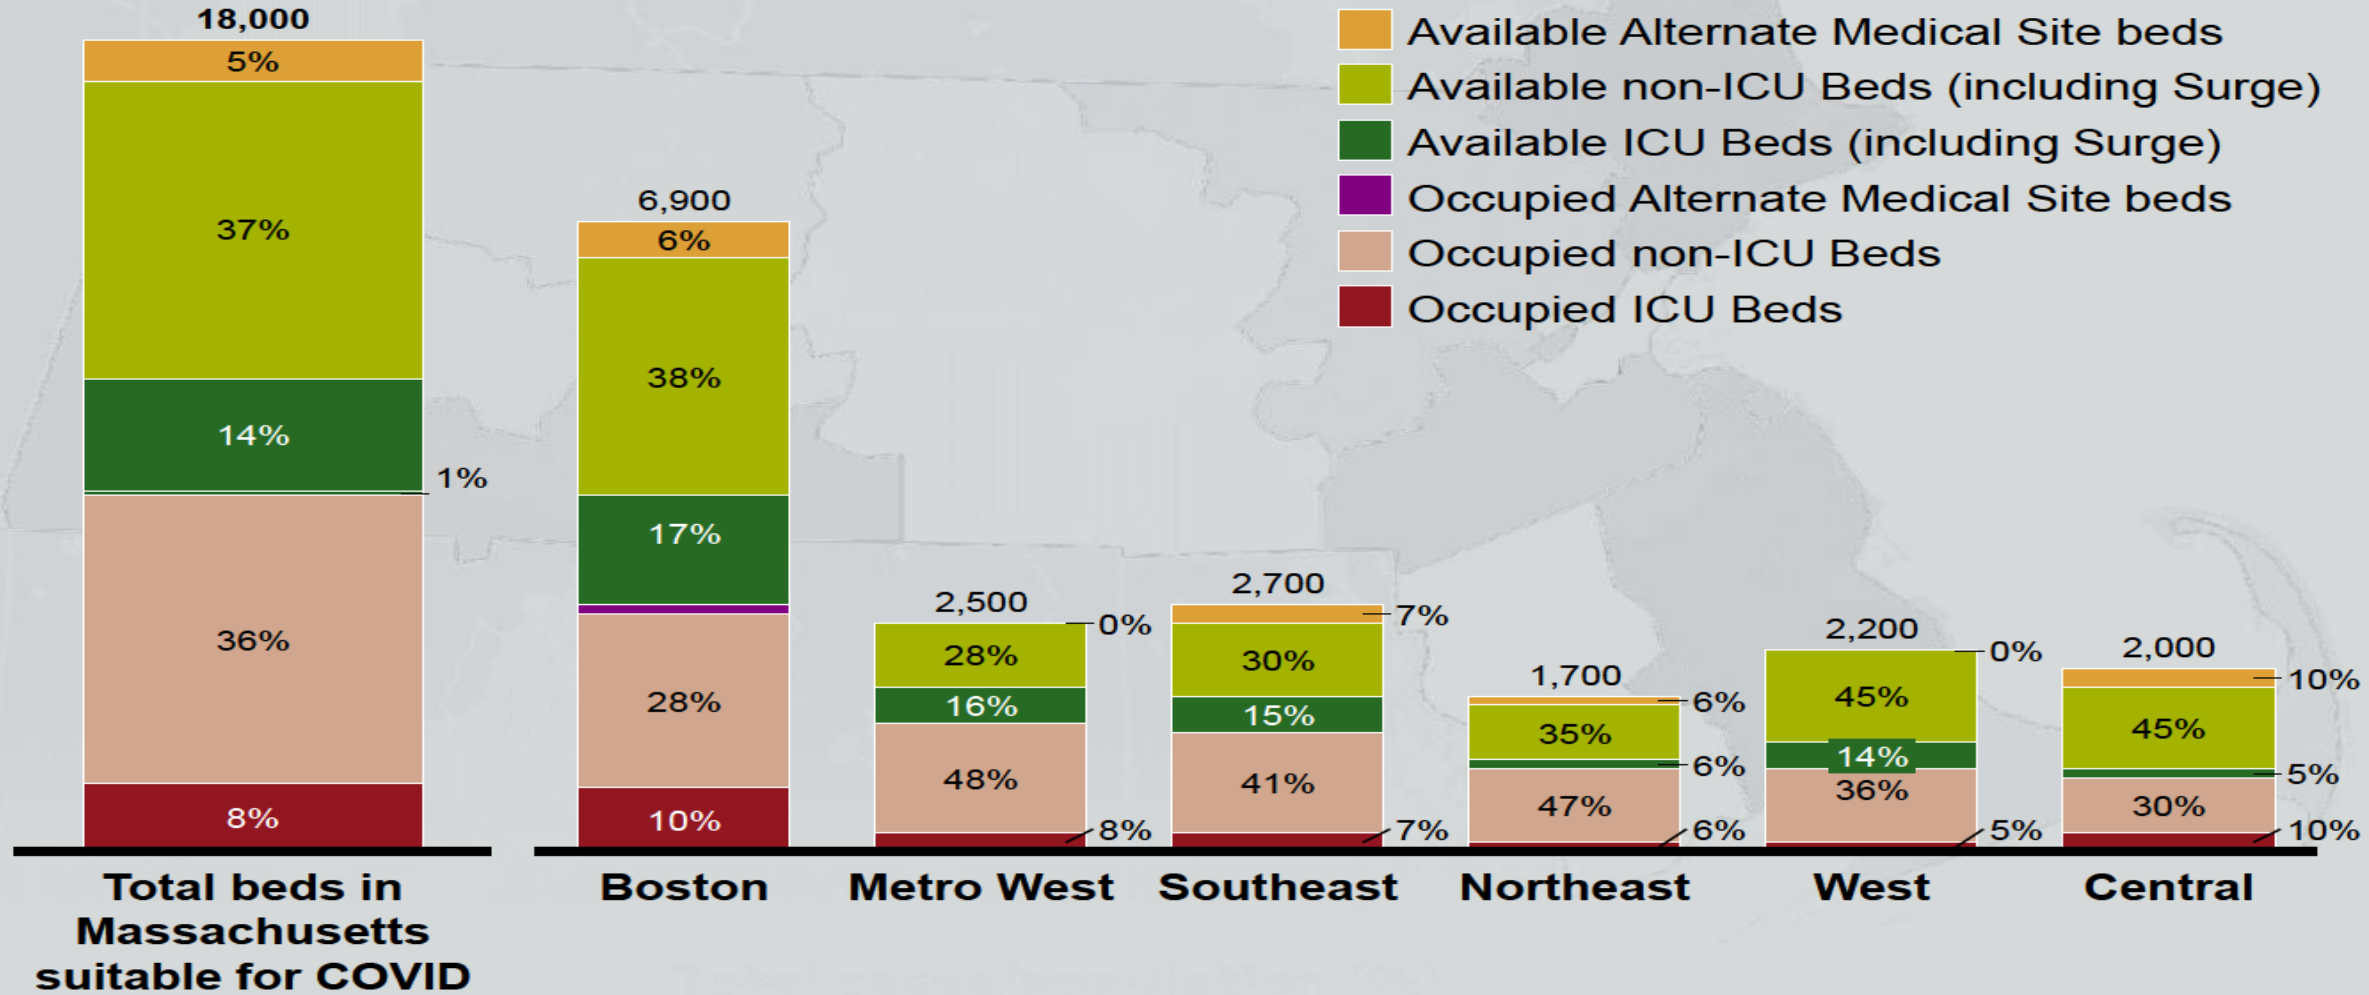 18,000
5%
37%
14%
1%
36%
8%
Total beds in
Massachusetts
suitable for COVID
6,900
6%
38%
17%
28%
10%
Boston
2,500
0%
28%
16%
48%
8%
Metro West
2,700
7%
30%
15%
41%
7%
Southeast
1,700
6%
35%
6%
47%
6%
Northeast
2,200
0%
45%
14%
36%
5%
West
2,000
10%
45%
5%
30%
10%
Central
Available Alternate Medical Site beds
Available non-ICU Beds (including Surge)
Available ICU Beds (including Surge)
Occupied Alternate Medical Site beds
Occupied non-ICU Beds
Occupied ICU Beds